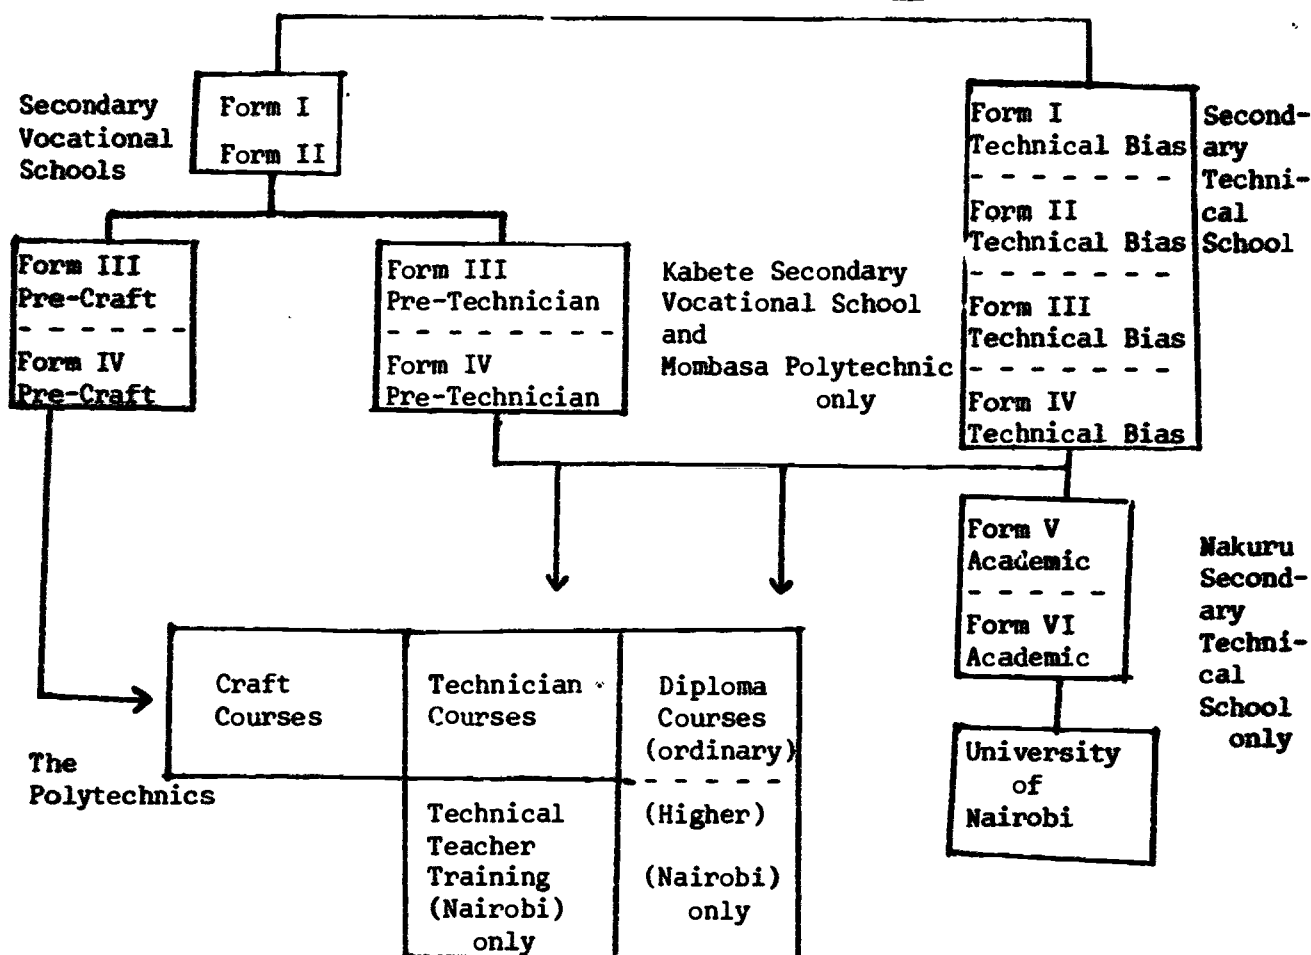 Secondary
Vocational
Schools
Form I
Form II
Form I
Technical Bias
Form II
Technical Bias
Form III
Technical Bias
Form IV
Technical Bias
Second-
ary
Techni-
cal
School
Form III
Pre-Craft
Form IV
Pre-Craft
Form III
Pre-Technician
Form IV
Pre-Technician
Kabete Secondary
Vocational School
and
Mombasa Polytechnic
only
Form V
Academic
Form VI
Academic
Nakuru
Second-
ary
Techni-
cal
School
only
University
of
Nairobi
The
Polytechnics
Craft
Courses
Technician
Courses
Diploma
Courses
(ordinary)
Technical
Teacher
Training
(Nairobi)
only
(Higher)
(Nairobi)
only